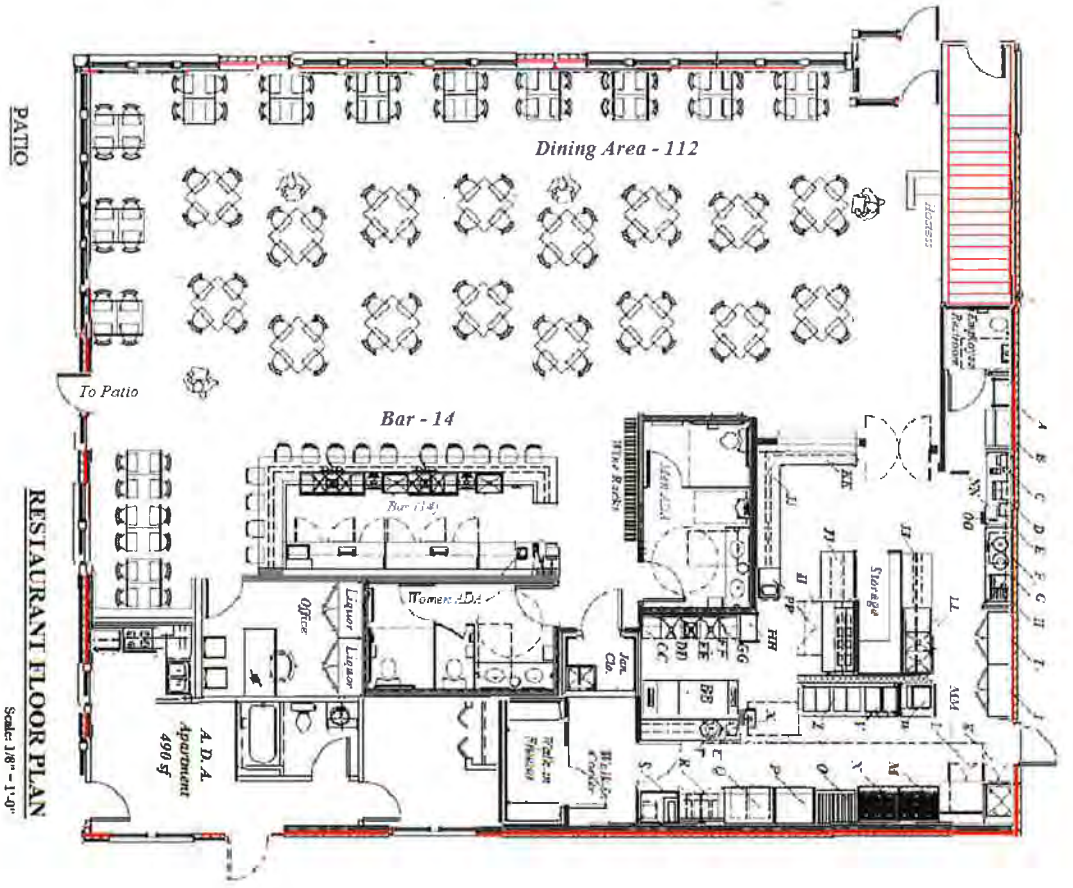 PATIO
Dining Area - 112
Hostess
Employee
Restroom
To Patio
Bar - 14
Bar (14)
Wine Racks
Men ADA
Women ADA
Office
Liquor
Liquor
Jan.
Clo.
Storage
Walk-in
Freezer
Walk-in
Cooler
A.D.A.
Apartment
490 sf
A
B
C
D
E
F
G
H
I
J
K
NN
OO
KK
JJ
II
HH
PP
LL
MM
CC
DD
EE
FF
GG
BB
X
Z
Y
S
R
Q
P
O
N
M
RESTAURANT FLOOR PLAN
Scale: 1/8" = 1'-0"